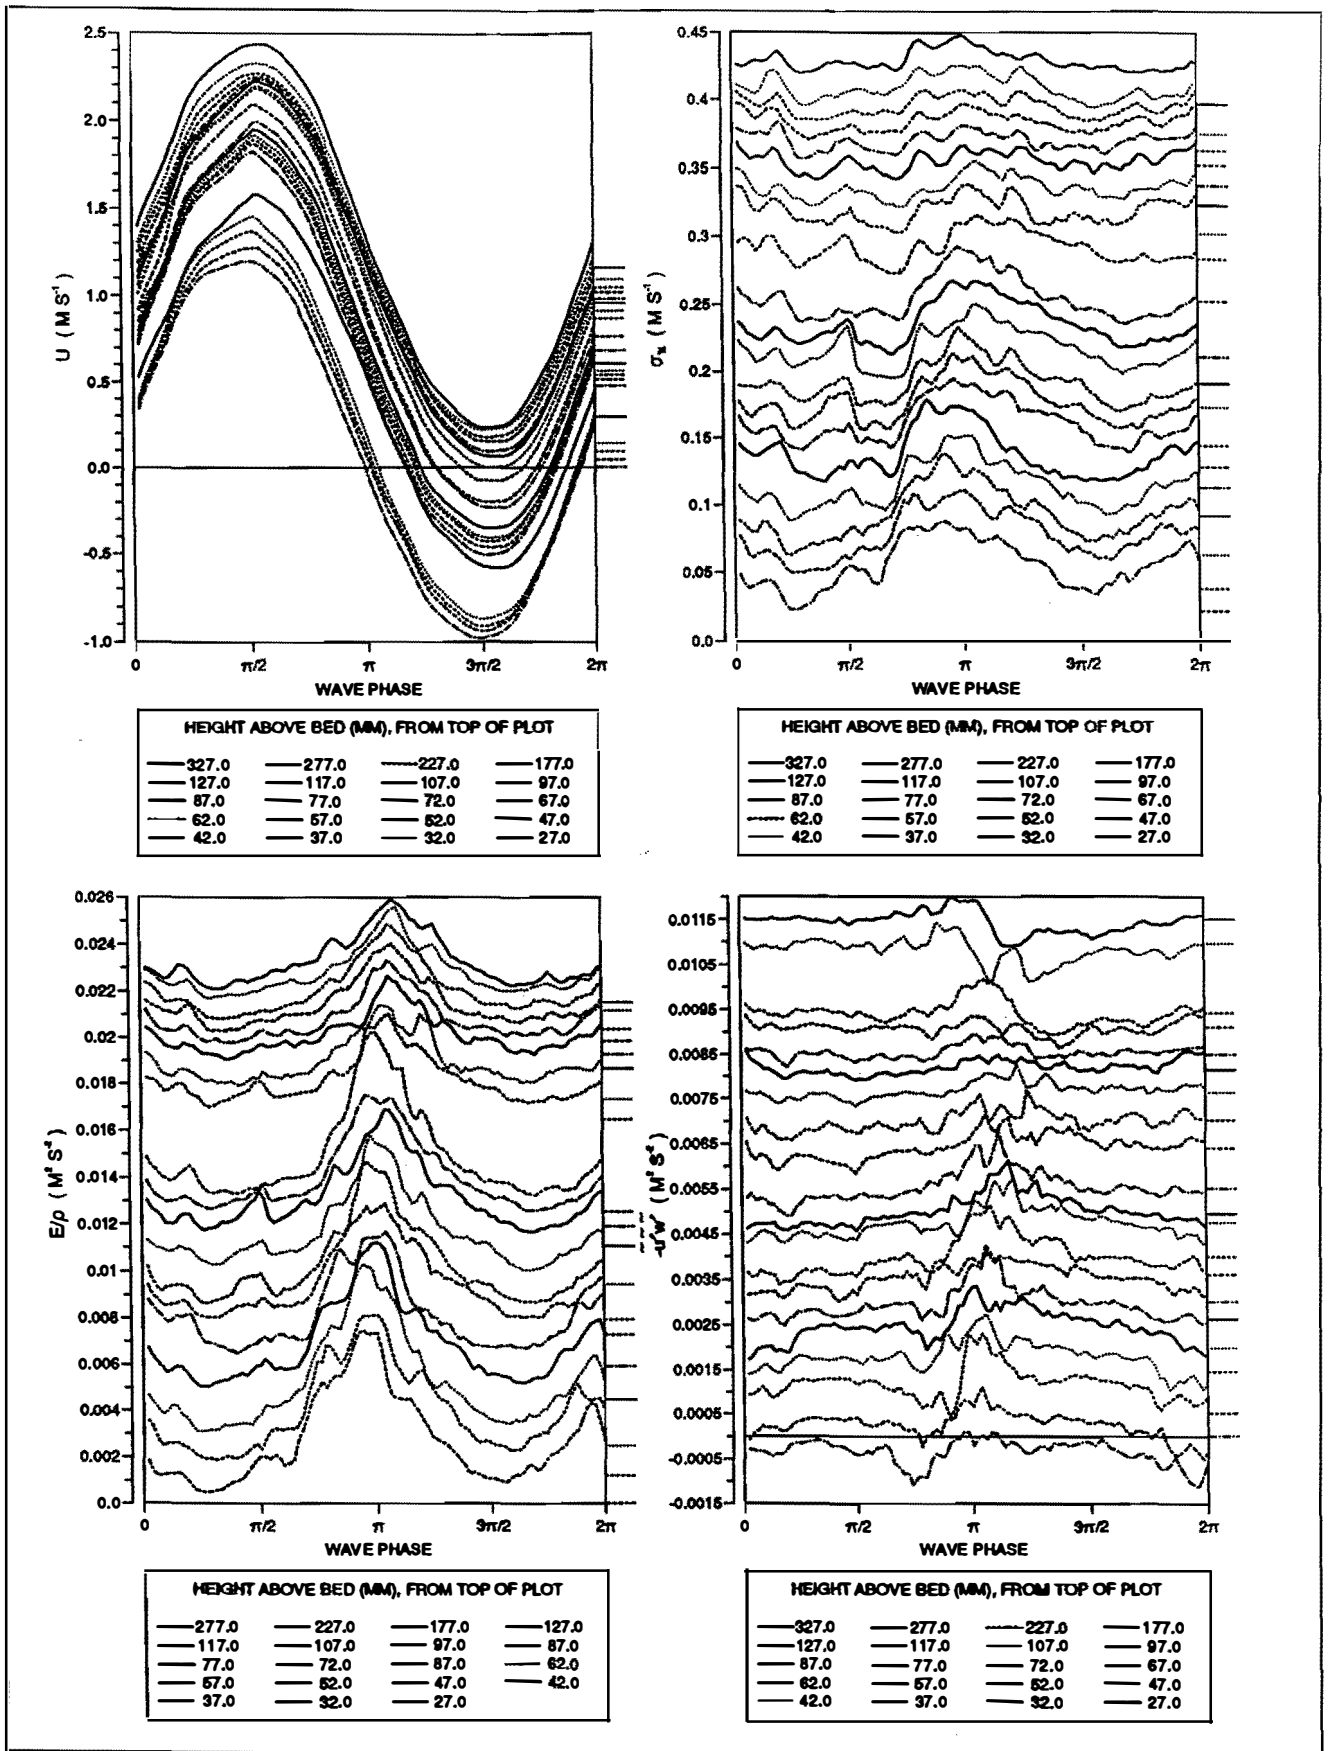 2.5
2.0
1.5
1.0
0.5
0.0
-0.5
-1.0
U ( M S⁻¹ )
0 π/2 π 3π/2 2π
WAVE PHASE
HEIGHT ABOVE BED (MM), FROM TOP OF PLOT
327.0 277.0 227.0 177.0
127.0 117.0 107.0 97.0
87.0 77.0 72.0 67.0
62.0 57.0 52.0 47.0
42.0 37.0 32.0 27.0
0.45
0.4
0.35
0.3
0.25
0.2
0.15
0.1
0.05
0.0
( M S⁻¹ )
0 π/2 π 3π/2 2π
WAVE PHASE
HEIGHT ABOVE BED (MM), FROM TOP OF PLOT
327.0 277.0 227.0 177.0
127.0 117.0 107.0 97.0
87.0 77.0 72.0 67.0
62.0 57.0 52.0 47.0
42.0 37.0 32.0 27.0
0.026
0.024
0.022
0.02
0.018
0.016
0.014
0.012
0.01
0.008
0.006
0.004
0.002
0.0
E/ρ ( M² S⁻² )
0 π/2 π 3π/2 2π
WAVE PHASE
HEIGHT ABOVE BED (MM), FROM TOP OF PLOT
277.0 227.0 177.0 127.0
117.0 107.0 97.0 87.0
77.0 72.0 87.0 62.0
57.0 52.0 47.0 42.0
37.0 32.0 27.0
0.0115
0.0105
0.0095
0.0085
0.0075
0.0065
0.0055
0.0045
0.0035
0.0025
0.0015
0.0005
-0.0005
-0.0015
( M² S⁻² )
0 π/2 π 3π/2 2π
WAVE PHASE
HEIGHT ABOVE BED (MM), FROM TOP OF PLOT
327.0 277.0 227.0 177.0
127.0 117.0 107.0 97.0
87.0 77.0 72.0 67.0
62.0 57.0 52.0 47.0
42.0 37.0 32.0 27.0